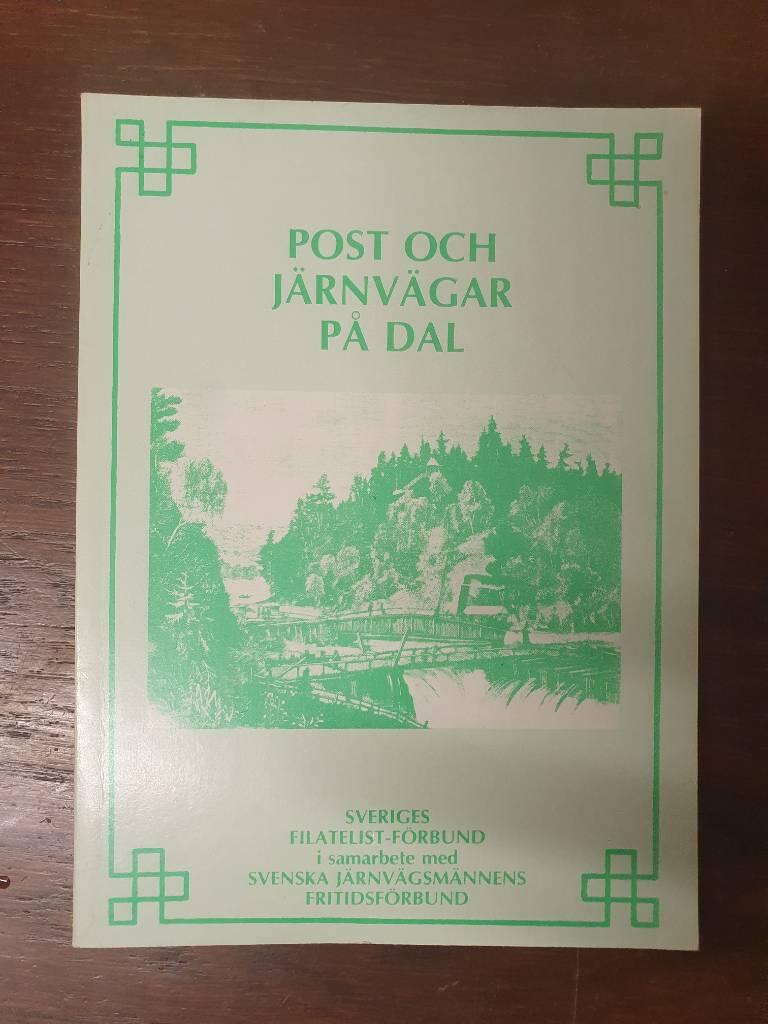 POST OCH
JÄRNVÄGAR
PÅ DAL
SVERIGES
FILATELIST-FÖRBUND
i samarbete med
SVENSKA JÄRNVÄGSMÄNNENS
FRITIDSFÖRBUND